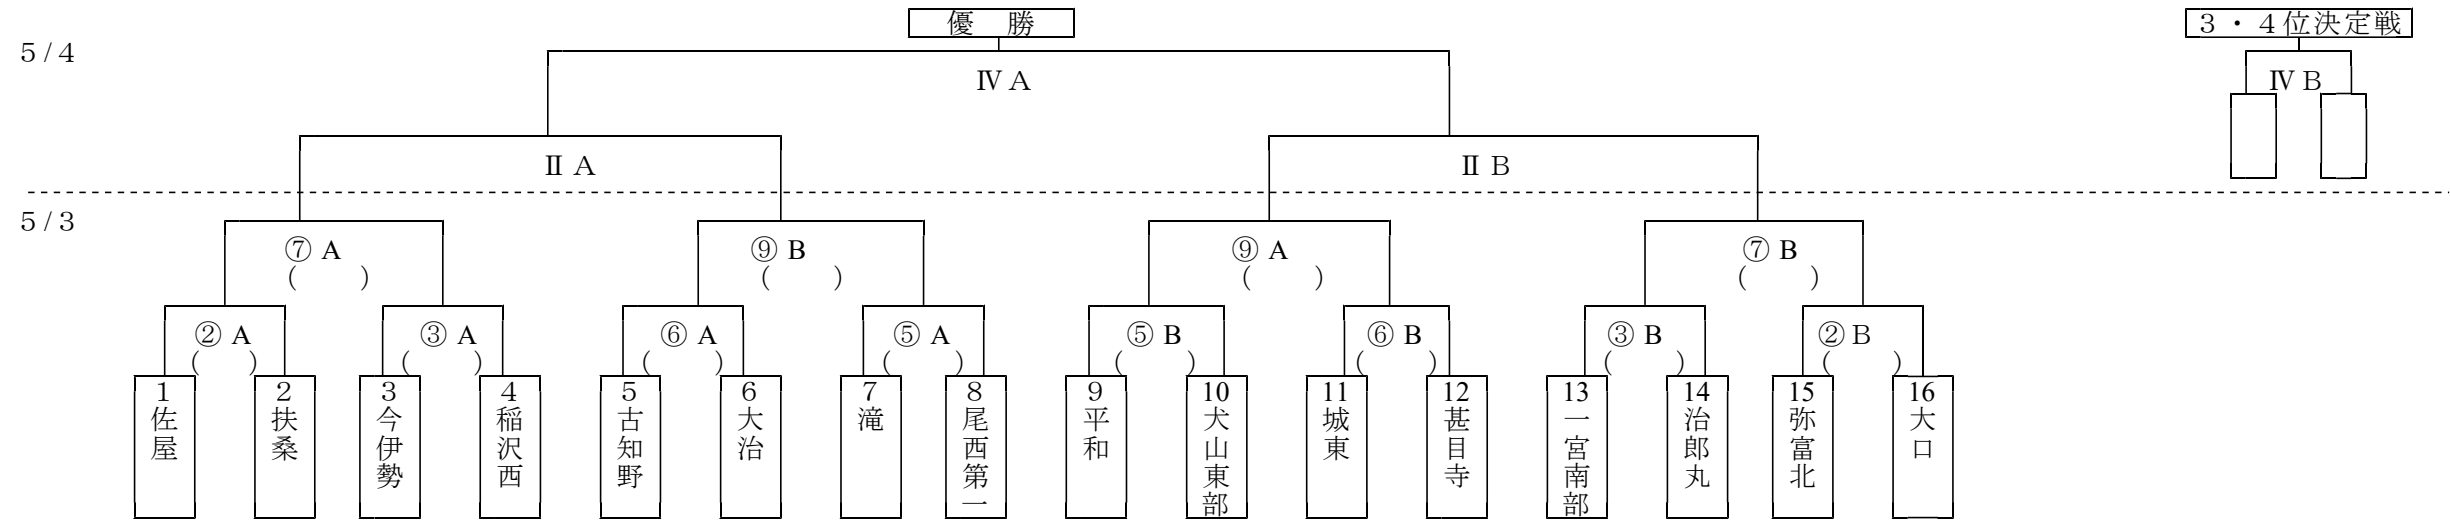 優　勝
３・４位決定戦
５/４
Ⅳ A
Ⅳ B
Ⅱ A
Ⅱ B
５/３
⑦ A
(　　)
⑨ B
(　　)
⑨ A
(　　)
⑦ B
(　　)
② A
(　　)
③ A
(　　)
⑥ A
(　　)
⑤ A
(　　)
⑤ B
(　　)
⑥ B
(　　)
③ B
(　　)
② B
(　　)
１
佐屋
２
扶桑
３
今伊勢
４
稲沢西
５
古知野
６
大治
７
滝
８
尾西第一
９
平和
10
犬山東部
11
城東
12
甚目寺
13
一宮南部
14
治郎丸
15
弥富北
16
大口